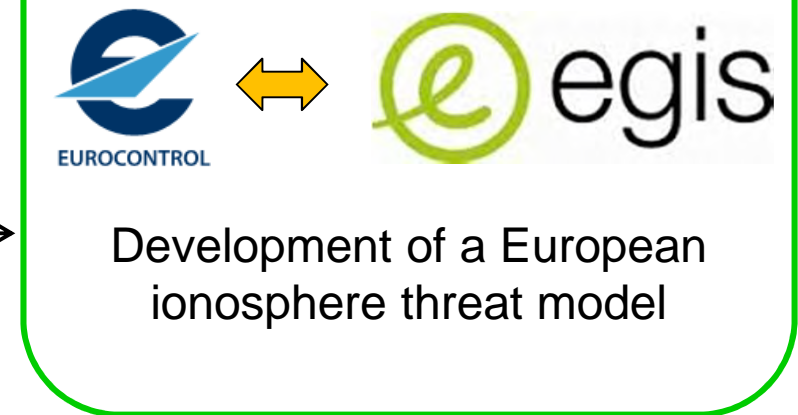 EUROCONTROL
e egis
Development of a European
ionosphere threat model